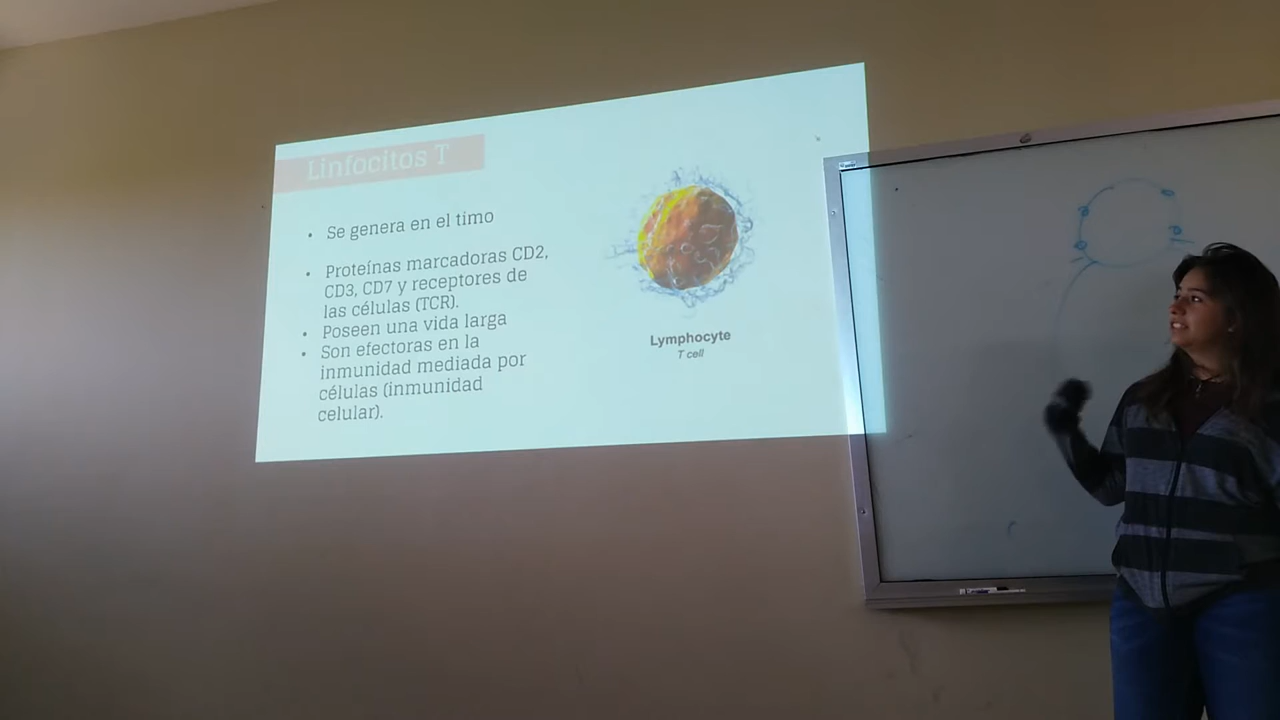 Linfocitos T
• Se genera en el timo
• Proteínas marcadoras CD2,
CD3, CD7 y receptores de
las células (TCR).
• Poseen una vida larga
• Son efectoras en la
inmunidad mediada por
células (inmunidad
celular).
Lymphocyte
T cell